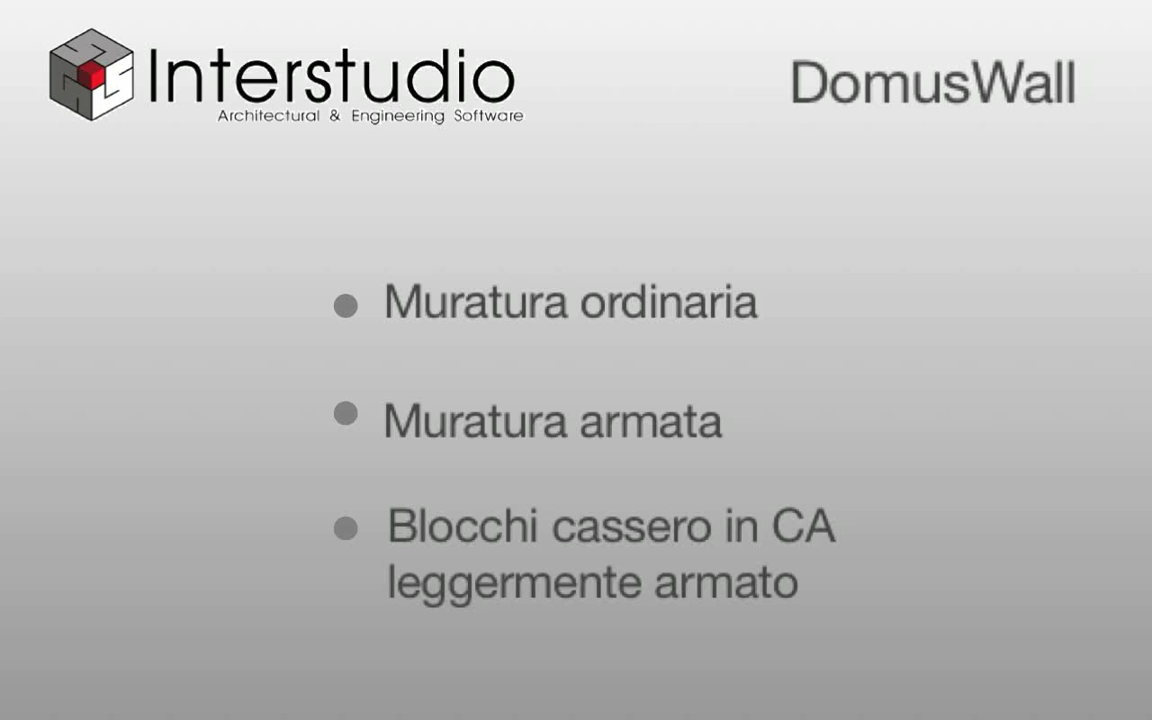 Interstudio
Architectural & Engineering Software
DomusWall
Muratura ordinaria
Muratura armata
Blocchi cassero in CA
leggermente armato